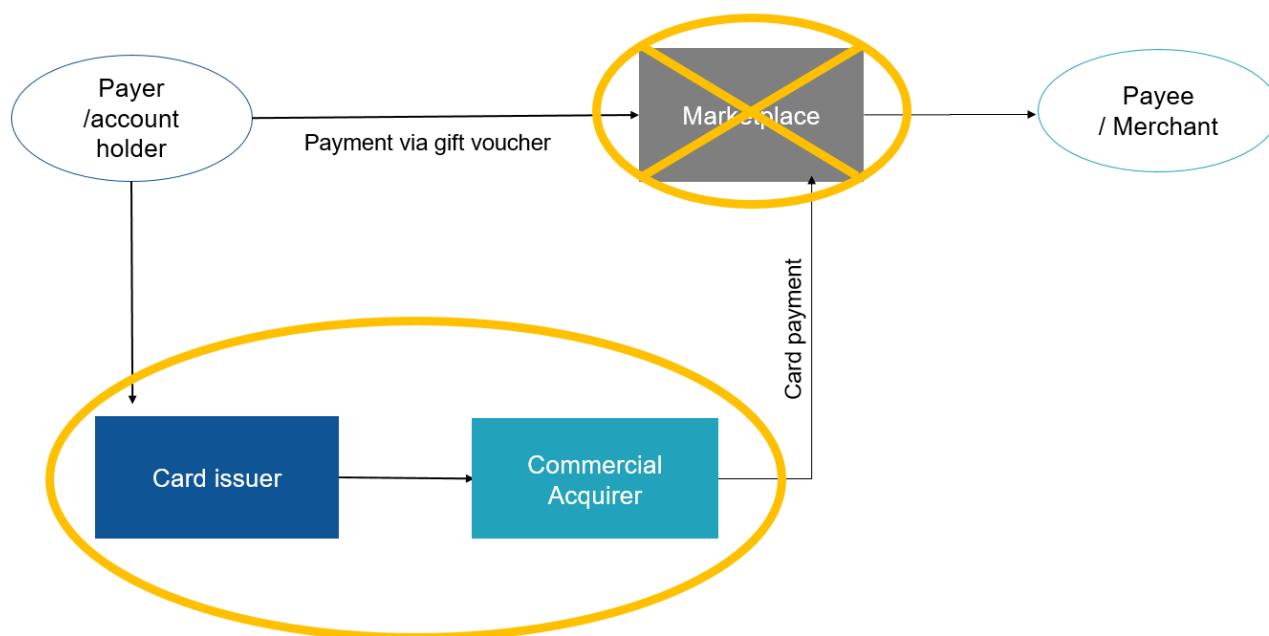 Payer
/account
holder
Payment via gift voucher
Marketplace
Payee
/ Merchant
Card payment
Card issuer
Commercial
Acquirer